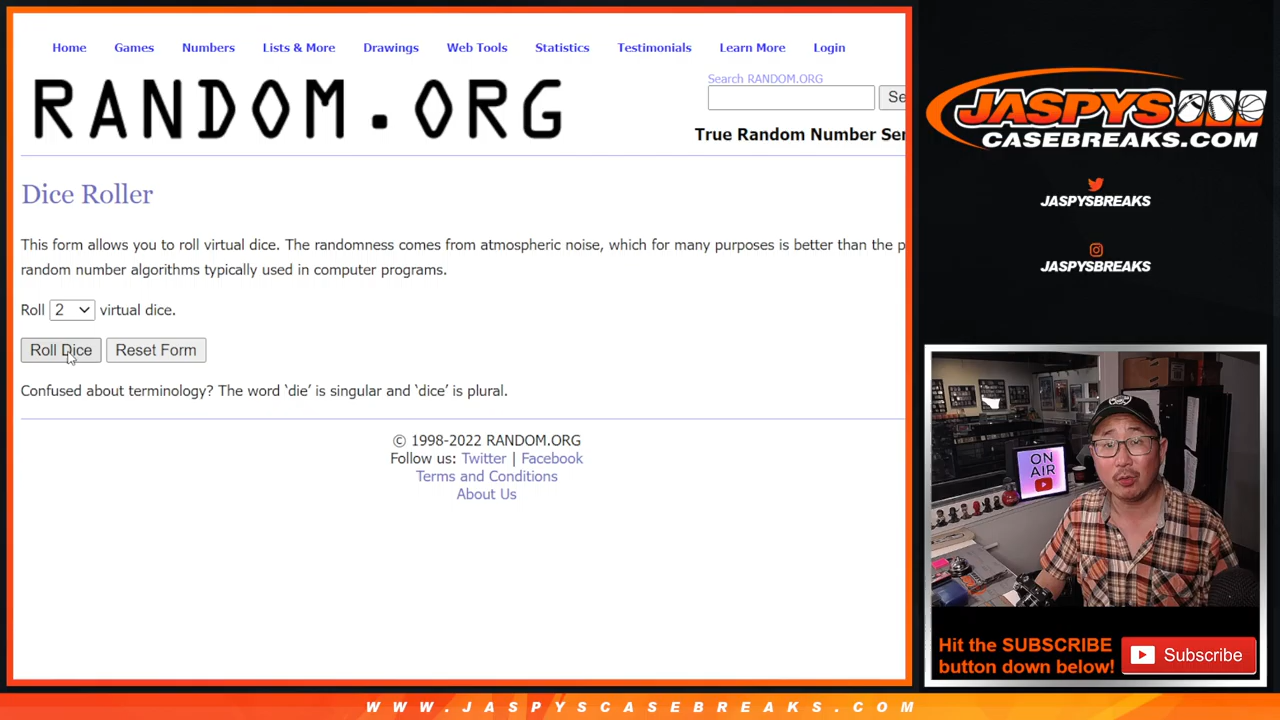 Home Games Numbers Lists & More Drawings Web Tools Statistics Testimonials Learn More Login
RANDOM.ORG
Search RANDOM.ORG
Se
True Random Number Ser
Dice Roller
This form allows you to roll virtual dice. The randomness comes from atmospheric noise, which for many purposes is better than the p
random number algorithms typically used in computer programs.
Roll 2 virtual dice.
Roll Dice Reset Form
Confused about terminology? The word ‘die’ is singular and ‘dice’ is plural.
© 1998-2022 RANDOM.ORG
Follow us: Twitter | Facebook
Terms and Conditions
About Us
JASPYS
CASEBREAKS.COM
JASPYSBREAKS
JASPYSBREAKS
ON
AIR
Hit the SUBSCRIBE
button down below!
Subscribe
WWW.JASPYSCASEBREAKS.COM